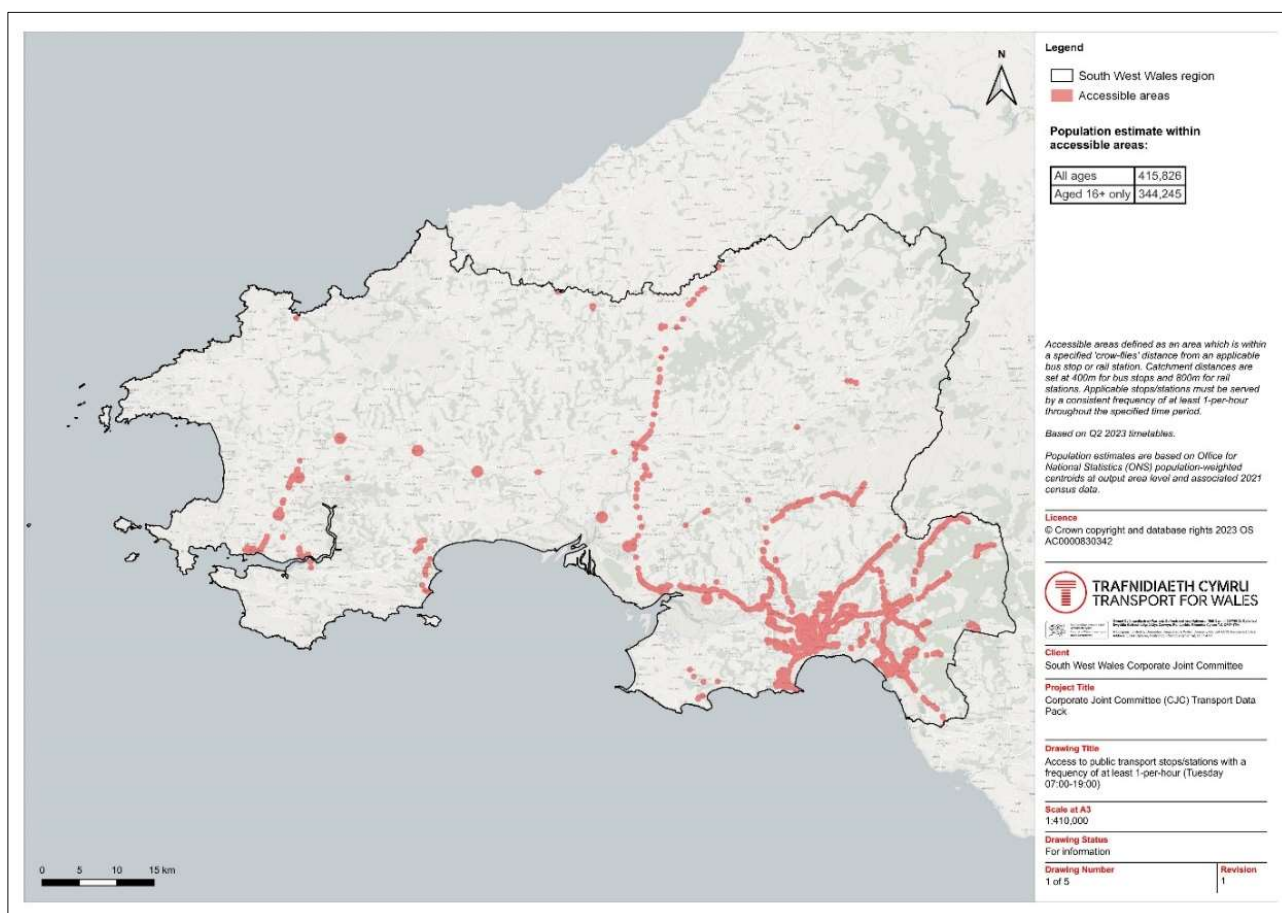 N
Legend
South West Wales region
Accessible areas
Population estimate within
accessible areas:
All ages 415,826
Aged 16+ only 344,245
Accessible areas defined as an area which is within
a specified 'crow-flies' distance from an applicable
bus stop or rail station. Catchment distances are
set at 400m for bus stops and 800m for rail
stations. Applicable stops/stations must be served
by a consistent frequency of at least 1-per-hour
throughout the specified time period.
Based on Q2 2023 timetables.
Population estimates are based on Office for
National Statistics (ONS) population-weighted
centroids at output area level and associated 2021
census data.
Licence
© Crown copyright and database rights 2023 OS
AC0000830342
TRAFNIDIAETH CYMRU
TRANSPORT FOR WALES
Client
South West Wales Corporate Joint Committee
Project Title
Corporate Joint Committee (CJC) Transport Data
Pack
Drawing Title
Access to public transport stops/stations with a
frequency of at least 1-per-hour (Tuesday
07:00-19:00)
Scale at A3
1:410,000
Drawing Status
For information
Drawing Number Revision
1 of 5 1
0 5 10 15 km